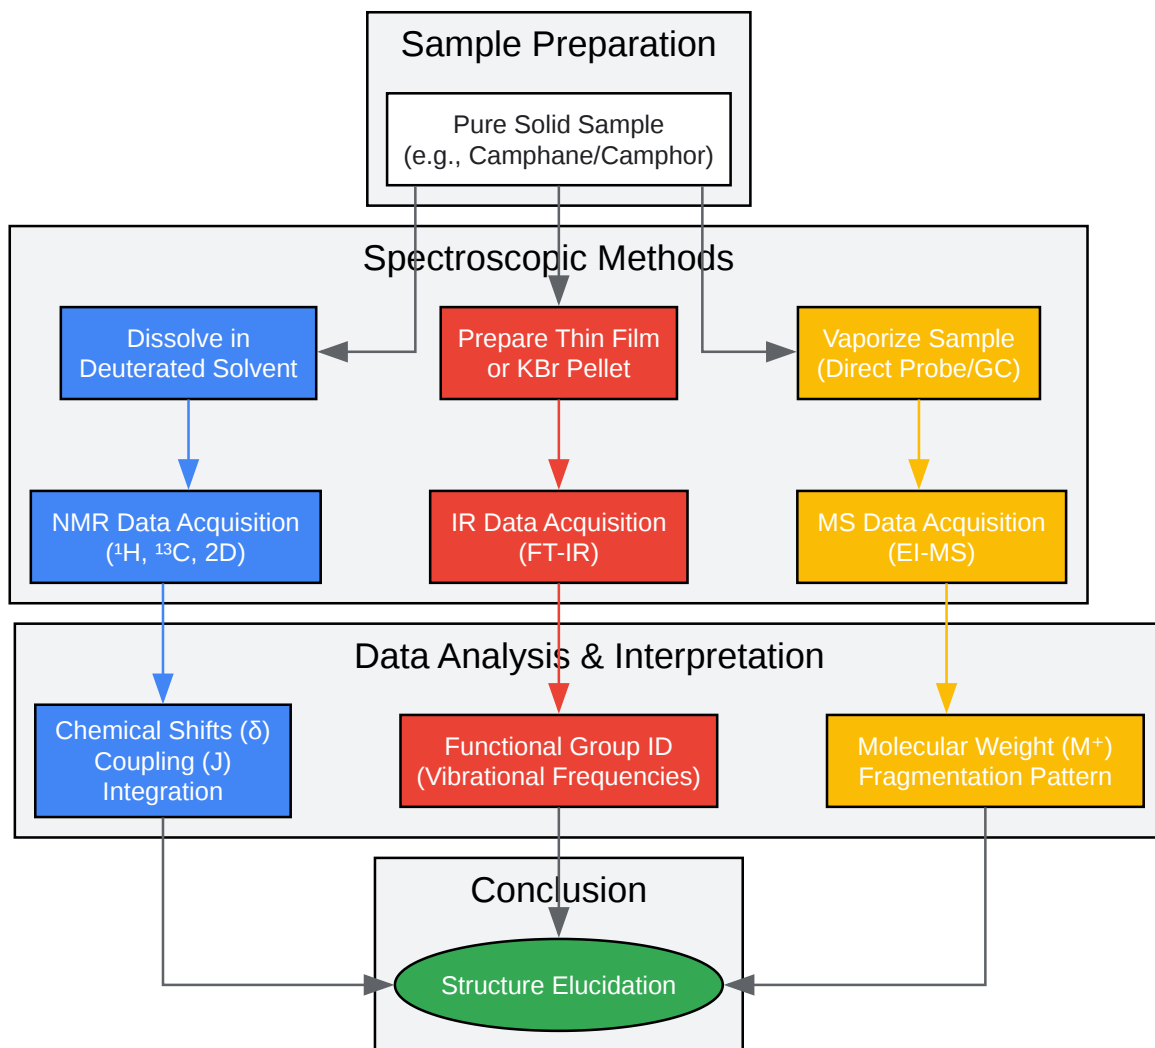 Sample Preparation
Pure Solid Sample
(e.g., Camphane/Camphor)
Spectroscopic Methods
Dissolve in
Deuterated Solvent
Prepare Thin Film
or KBr Pellet
Vaporize Sample
(Direct Probe/GC)
NMR Data Acquisition
(¹H, ¹³C, 2D)
IR Data Acquisition
(FT-IR)
MS Data Acquisition
(EI-MS)
Data Analysis & Interpretation
Chemical Shifts (δ)
Coupling (J)
Integration
Functional Group ID
(Vibrational Frequencies)
Molecular Weight (M⁺)
Fragmentation Pattern
Conclusion
Structure Elucidation